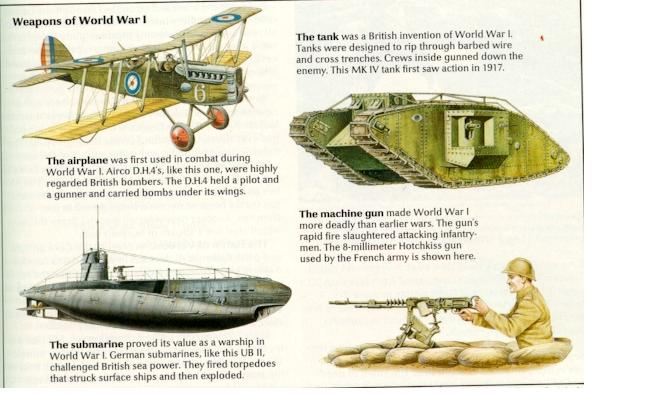 Weapons of World War I
The airplane was first used in combat during
World War I. Airco D.H.4's, like this one, were highly
regarded British bombers. The D.H.4 held a pilot and
a gunner and carried bombs under its wings.
6
The tank was a British invention of World War I.
Tanks were designed to rip through barbed wire
and cross trenches. Crews inside gunned down the
enemy. This MK IV tank first saw action in 1917.
The submarine proved its value as a warship in
World War I. German submarines, like this UB II,
challenged British sea power. They fired torpedoes
that struck surface ships and then exploded.
The machine gun made World War I
more deadly than earlier wars. The gun's
rapid fire slaughtered attacking infantry-
men. The 8-millimeter Hotchkiss gun
used by the French army is shown here.